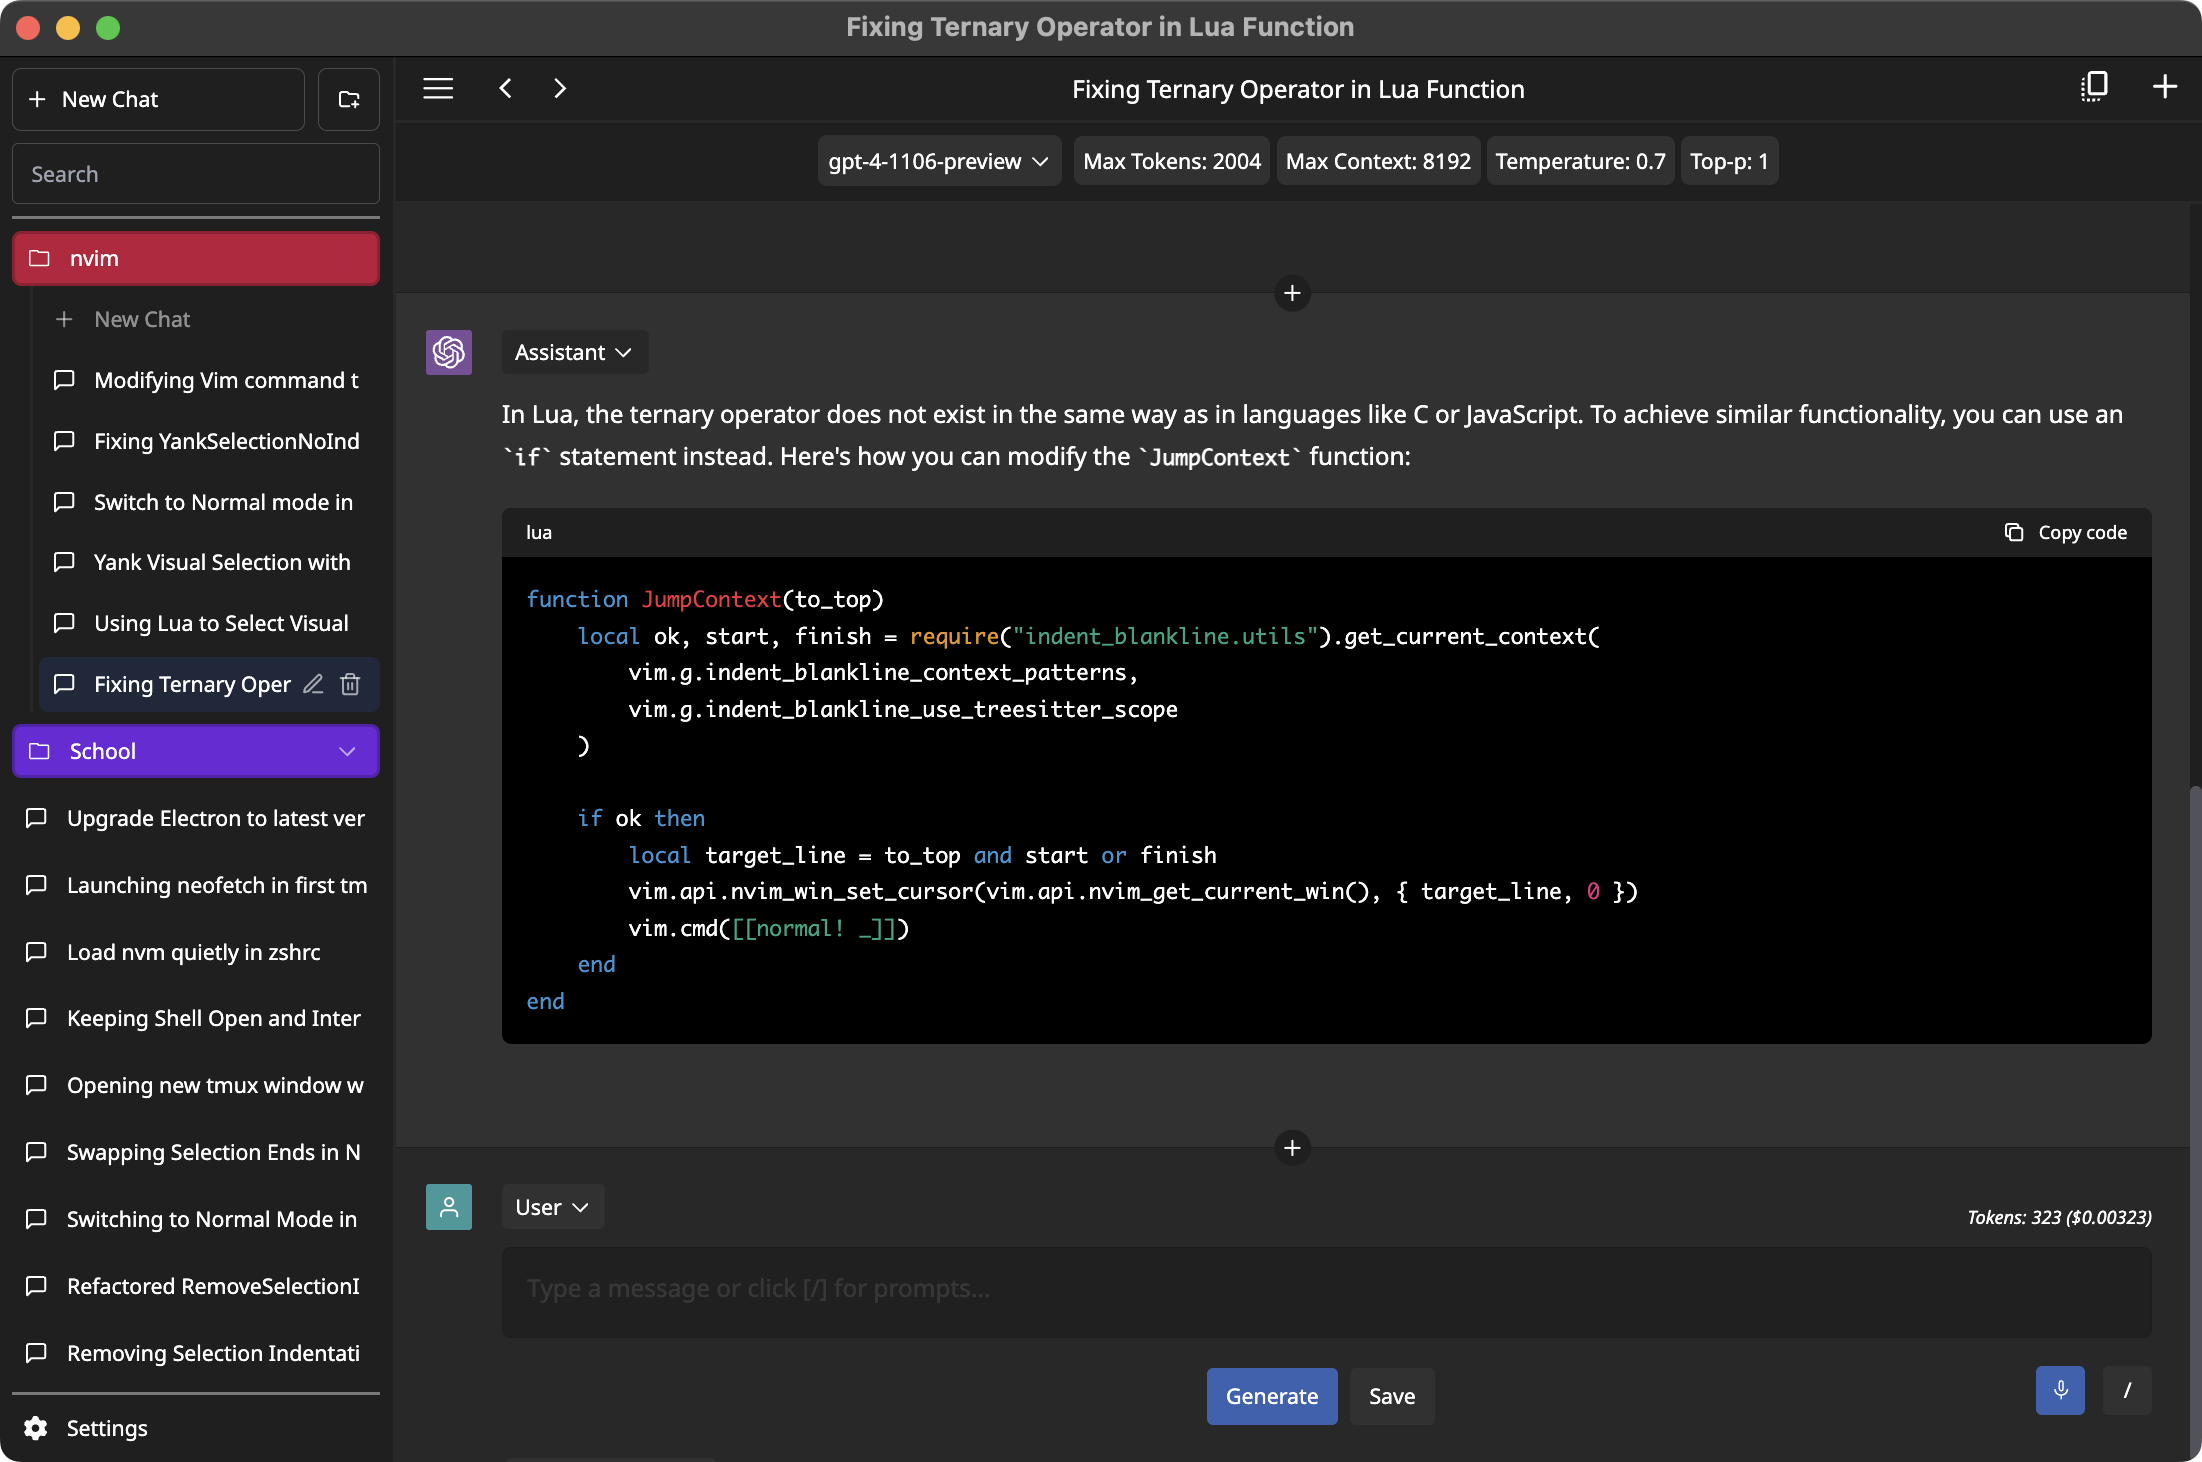 Fixing Ternary Operator in Lua Function
New Chat
Search
nvim
New Chat
Modifying Vim command t
Fixing YankSelectionNoInd
Switch to Normal mode in
Yank Visual Selection with
Using Lua to Select Visual
Fixing Ternary Oper
School
Upgrade Electron to latest ver
Launching neofetch in first tm
Load nvm quietly in zshrc
Keeping Shell Open and Inter
Opening new tmux window w
Swapping Selection Ends in N
Switching to Normal Mode in
Refactored RemoveSelectionI
Removing Selection Indentati
Settings
Fixing Ternary Operator in Lua Function
gpt-4-1106-preview Max Tokens: 2004 Max Context: 8192 Temperature: 0.7 Top-p: 1
Assistant
In Lua, the ternary operator does not exist in the same way as in languages like C or JavaScript. To achieve similar functionality, you can use an
`if` statement instead. Here's how you can modify the `JumpContext` function:
lua Copy code
function JumpContext(to_top)
    local ok, start, finish = require("indent_blankline.utils").get_current_context(
        vim.g.indent_blankline_context_patterns,
        vim.g.indent_blankline_use_treesitter_scope
    )
    if ok then
        local target_line = to_top and start or finish
        vim.api.nvim_win_set_cursor(vim.api.nvim_get_current_win(), { target_line, 0 })
        vim.cmd([[normal! _]])
    end
end
User
Tokens: 323 ($0.00323)
Type a message or click [/] for prompts...
Generate Save /